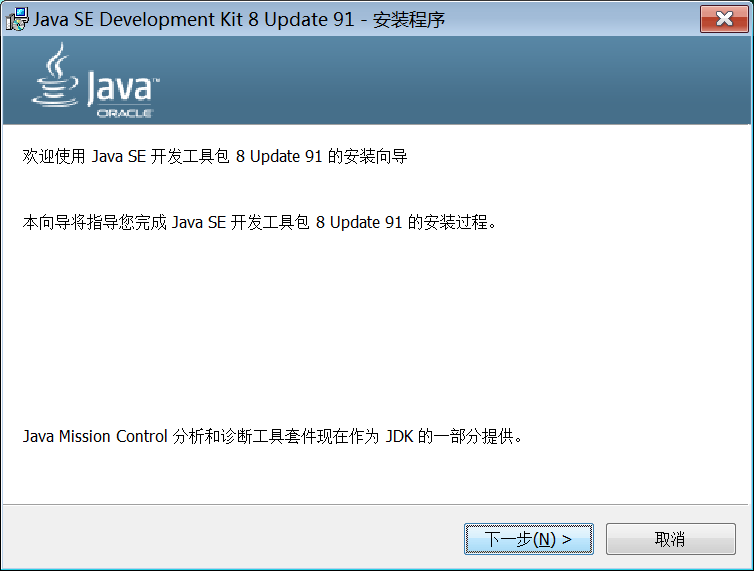 Java SE Development Kit 8 Update 91 - 安装程序
Java™
ORACLE
欢迎使用 Java SE 开发工具包 8 Update 91 的安装向导
本向导将指导您完成 Java SE 开发工具包 8 Update 91 的安装过程。
Java Mission Control 分析和诊断工具套件现在作为 JDK 的一部分提供。
下一步(N) >
取消